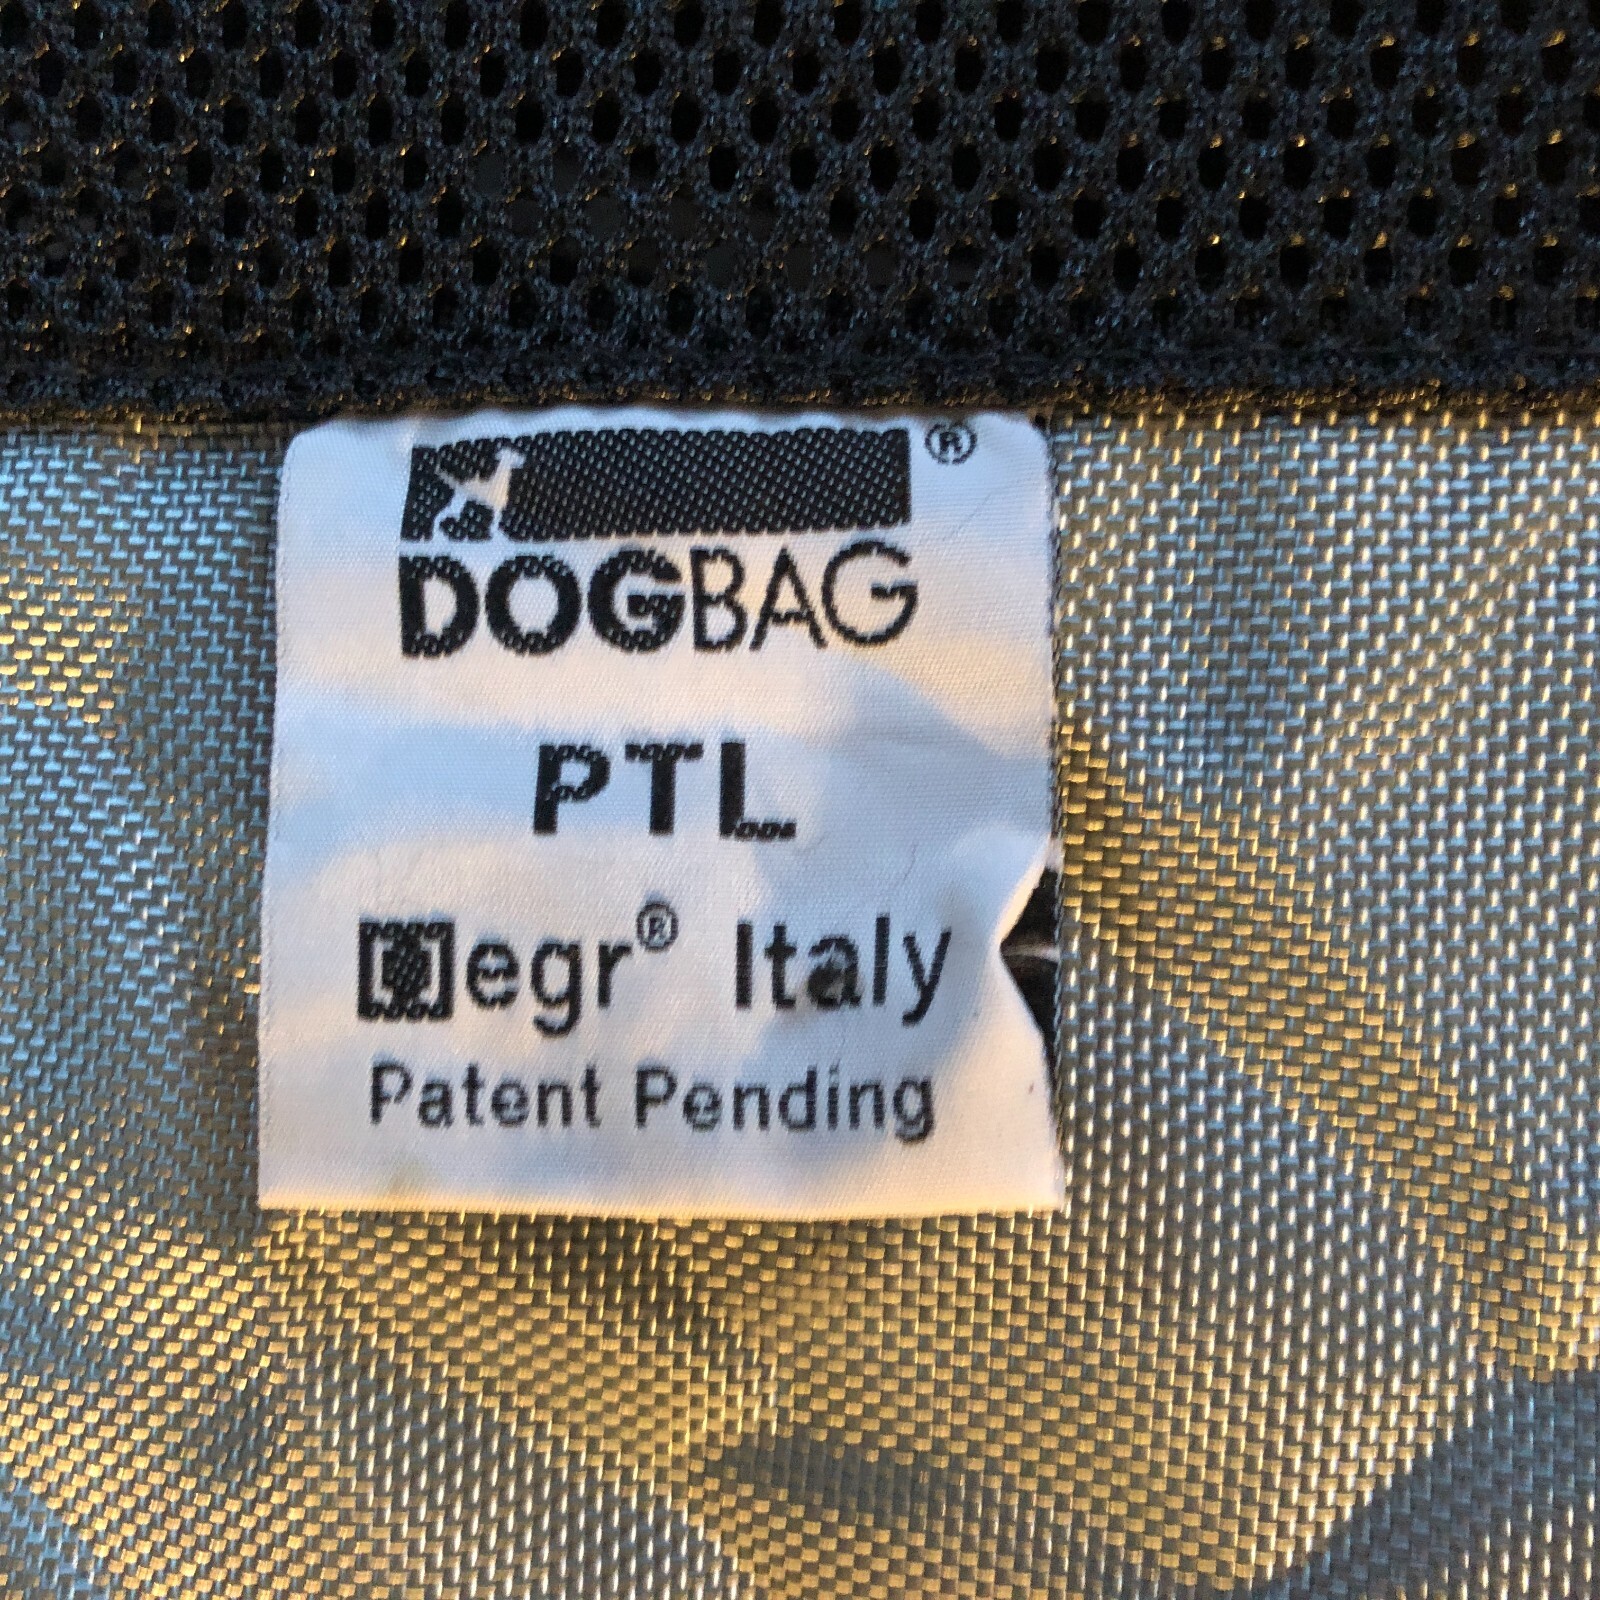 ®
DOGBAG
PTL
egr® Italy
Patent Pending